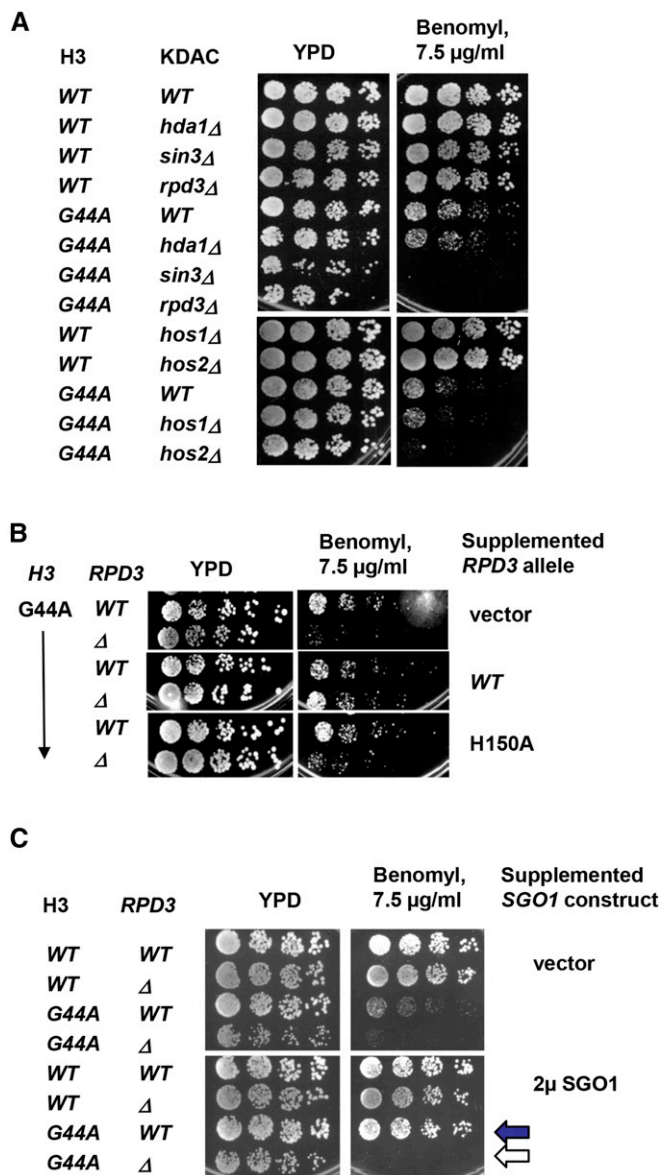 A
H3 KDAC YPD Benomyl, 7.5 µg/ml
WT WT
WT hda1Δ
WT sin3Δ
WT rpd3Δ
G44A WT
G44A hda1Δ
G44A sin3Δ
G44A rpd3Δ
WT hos1Δ
WT hos2Δ
G44A WT
G44A hos1Δ
G44A hos2Δ
B
H3 RPD3 YPD Benomyl, 7.5 µg/ml Supplemented RPD3 allele
G44A WT vector
Δ
WT WT
Δ
WT H150A
Δ
C
H3 RPD3 YPD Benomyl, 7.5 µg/ml Supplemented SGO1 construct
WT WT vector
WT Δ
G44A WT
G44A Δ
WT WT 2µ SGO1
WT Δ
G44A WT
G44A Δ